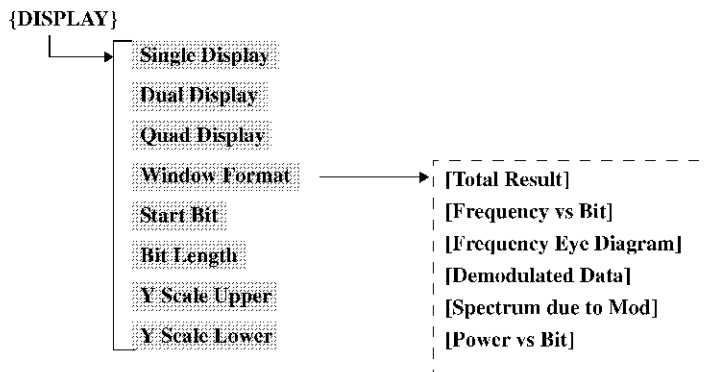 {DISPLAY}
Single Display
Dual Display
Quad Display
Window Format
Start Bit
Bit Length
Y Scale Upper
Y Scale Lower
[Total Result]
[Frequency vs Bit]
[Frequency Eye Diagram]
[Demodulated Data]
[Spectrum due to Mod]
[Power vs Bit]